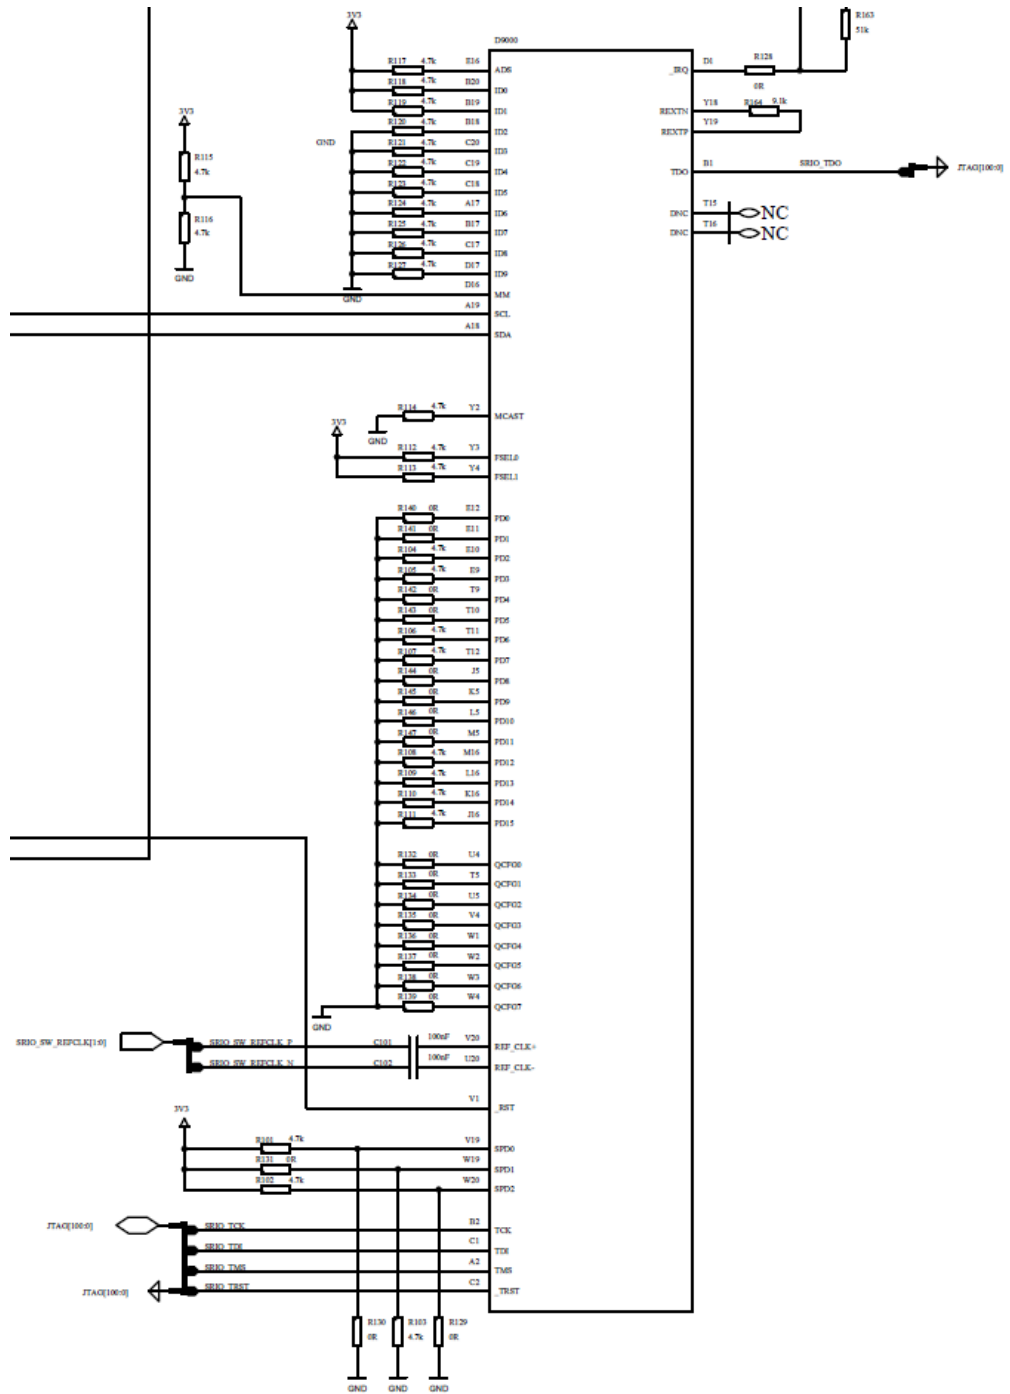 3V3
D9000
R163
51k
R117 4.7k E16 ADS
R118 4.7k B20 ID0
R119 4.7k B19 ID1
R120 4.7k B18 ID2
GND
R121 4.7k C20 ID3
R122 4.7k C19 ID4
R123 4.7k C18 ID5
R124 4.7k A17 ID6
R125 4.7k B17 ID7
R126 4.7k C17 ID8
R127 4.7k D17 ID9
GND
3V3
R115
4.7k
R116
4.7k
GND
D16 MM
A19 SCL
A18 SDA
_IRQ D1 R128
0R
REXTN Y18 R164 9.1k
REXTP Y19
TDO B1 SRIO_TDO JTAG[100:0]
DNC T15 NC
DNC T16 NC
R114 4.7k Y2 MCAST
GND
3V3
R112 4.7k Y3 FSEL0
R113 4.7k Y4 FSEL1
R140 0R E12 PD0
R141 0R E11 PD1
R104 4.7k E10 PD2
R105 4.7k E9 PD3
R142 0R T9 PD4
R143 0R T10 PD5
R106 4.7k T11 PD6
R107 4.7k T12 PD7
R144 0R J5 PD8
R145 0R K5 PD9
R146 0R L5 PD10
R147 0R M5 PD11
R108 4.7k M16 PD12
R109 4.7k L16 PD13
R110 4.7k K16 PD14
R111 4.7k J16 PD15
R132 0R U4 QCFG0
R133 0R T5 QCFG1
R134 0R U5 QCFG2
R135 0R V4 QCFG3
R136 0R W1 QCFG4
R137 0R W2 QCFG5
R138 0R W3 QCFG6
R139 0R W4 QCFG7
GND
SRIO_SW_REFCLK[1:0]
SRIO_SW_REFCLK_P C101 100nF V20 REF_CLK+
SRIO_SW_REFCLK_N C102 100nF U20 REF_CLK-
V1 _RST
3V3
R101 4.7k V19 SPD0
R131 0R W19 SPD1
R102 4.7k W20 SPD2
JTAG[100:0]
SRIO_TCK B2 TCK
SRIO_TDI C1 TDI
SRIO_TMS A2 TMS
SRIO_TRST C2 _TRST
JTAG[100:0]
R130 R103 R129
0R 4.7k 0R
GND GND GND